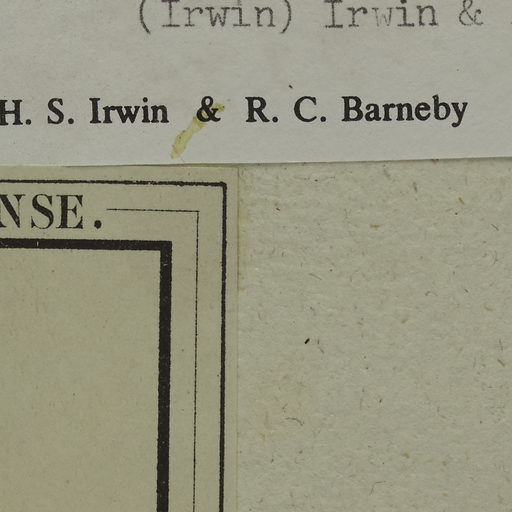 (Irwin) Irwin &
H. S. Irwin & R. C. Barneby
NSE.